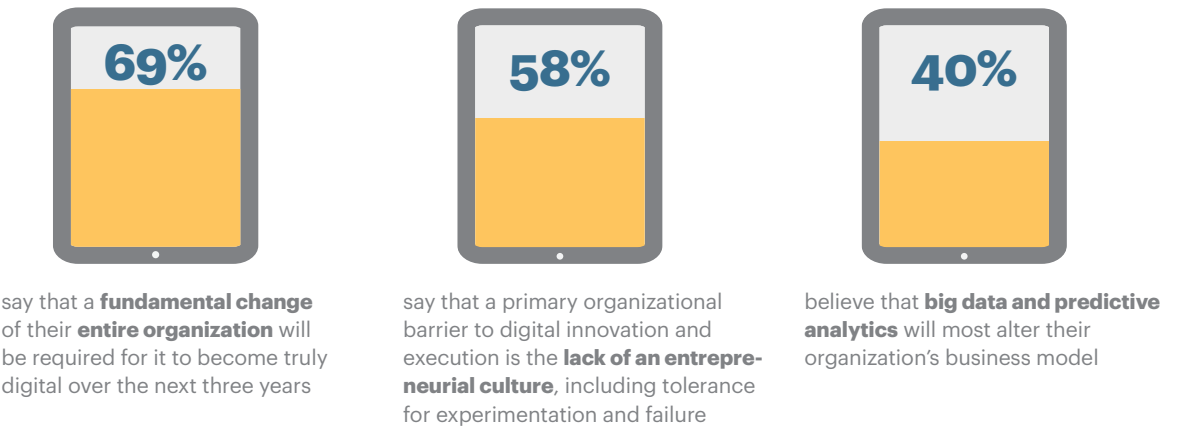 69%
say that a fundamental change
of their entire organization will
be required for it to become truly
digital over the next three years
58%
say that a primary organizational
barrier to digital innovation and
execution is the lack of an entrepre-
neurial culture, including tolerance
for experimentation and failure
40%
believe that big data and predictive
analytics will most alter their
organization’s business model